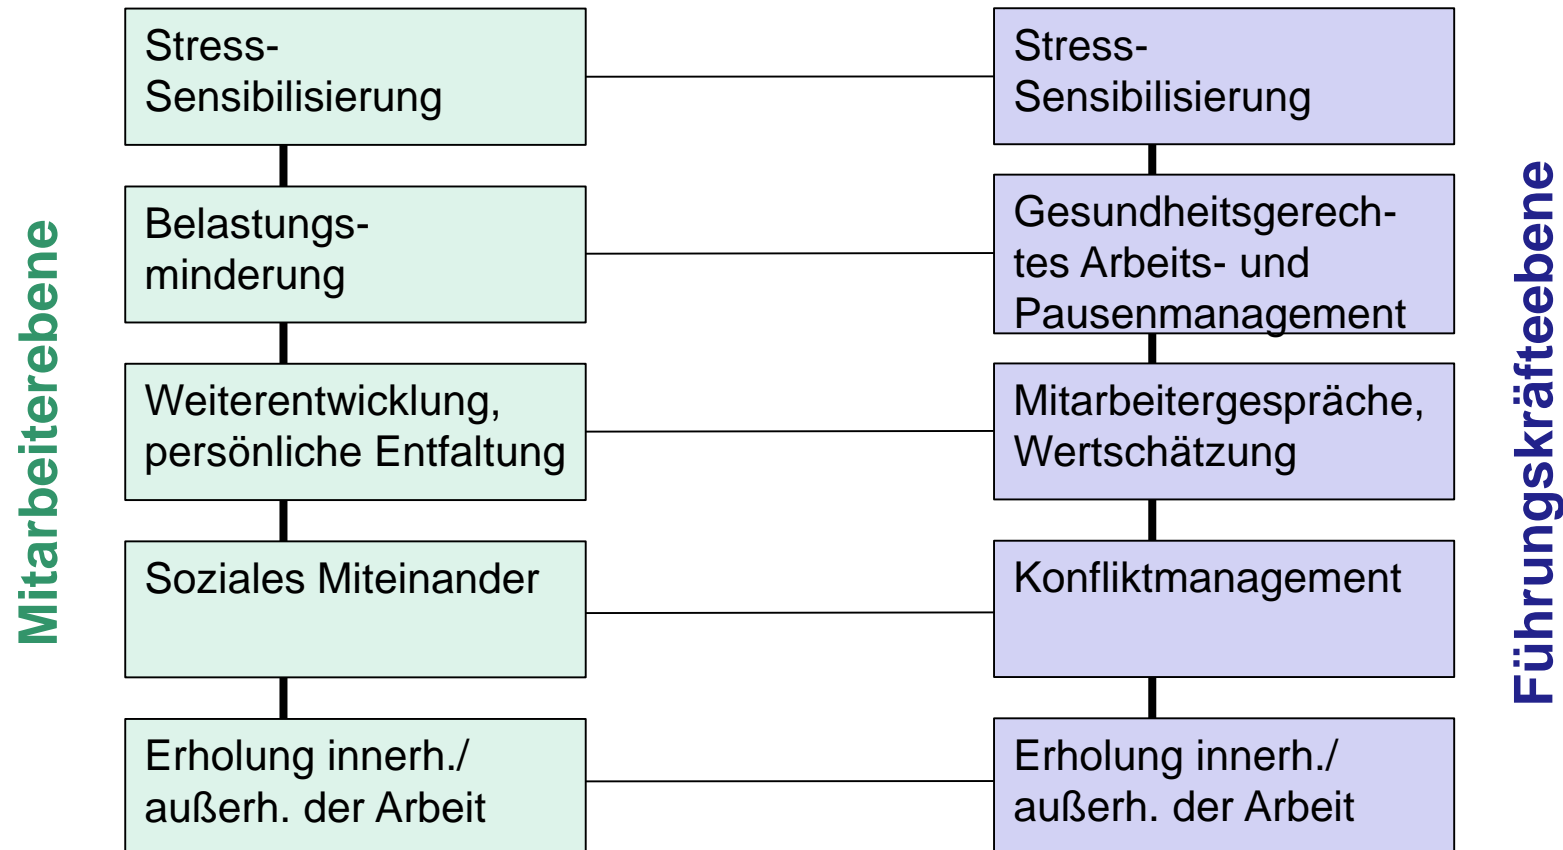 Mitarbeiterebene
Stress-
Sensibilisierung
Belastungs-
minderung
Weiterentwicklung,
persönliche Entfaltung
Soziales Miteinander
Erholung innerh./
außerh. der Arbeit
Stress-
Sensibilisierung
Gesundheitsgerech-
tes Arbeits- und
Pausenmanagement
Mitarbeitergespräche,
Wertschätzung
Konfliktmanagement
Erholung innerh./
außerh. der Arbeit
Führungskräfteebene